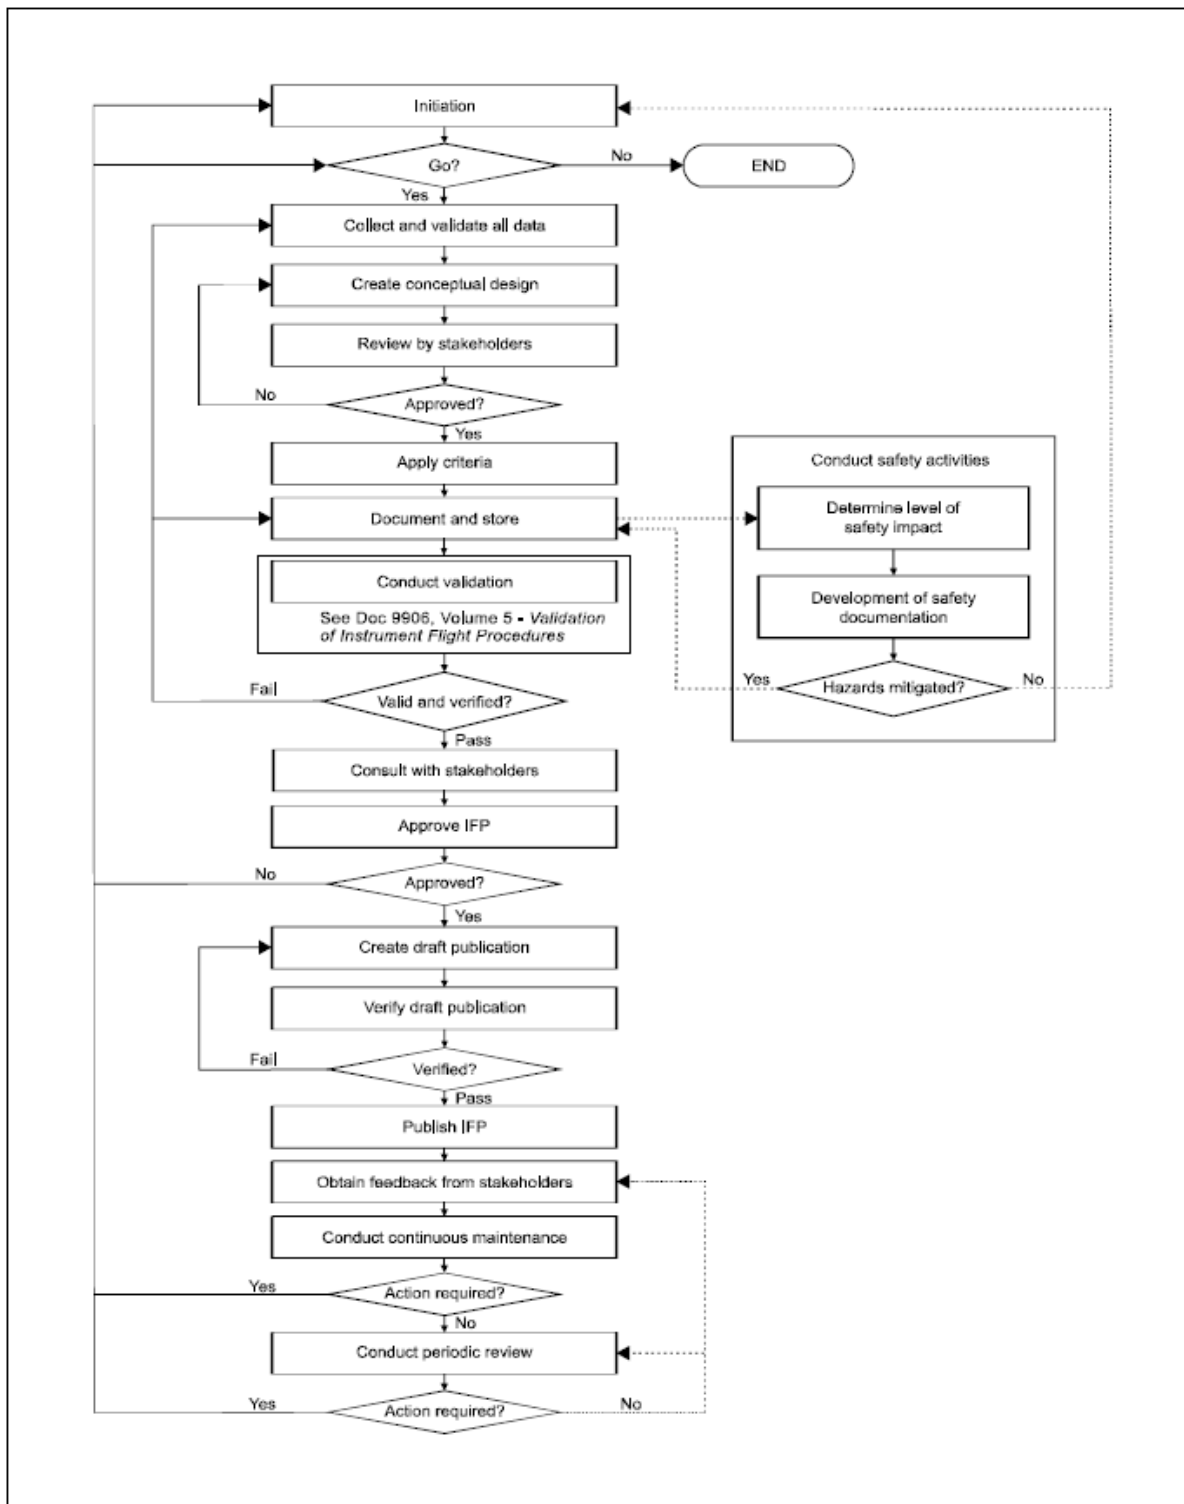 Initiation
Go?
No
END
Yes
Collect and validate all data
Create conceptual design
Review by stakeholders
No
Approved?
Yes
Apply criteria
Document and store
Conduct validation
See Doc 9906, Volume 5 - Validation
of Instrument Flight Procedures
Fail
Valid and verified?
Pass
Conduct safety activities
Determine level of
safety impact
Development of safety
documentation
Yes
Hazards mitigated?
No
Consult with stakeholders
Approve IFP
No
Approved?
Yes
Create draft publication
Verify draft publication
Fail
Verified?
Pass
Publish IFP
Obtain feedback from stakeholders
Conduct continuous maintenance
Yes
Action required?
No
Conduct periodic review
Yes
Action required?
No